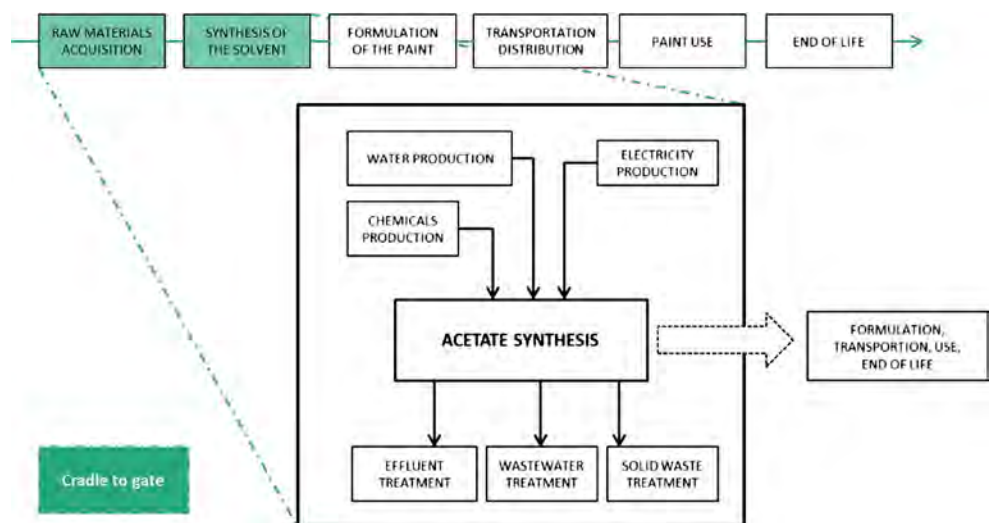 RAW MATERIALS
ACQUISITION
SYNTHESIS OF
THE SOLVENT
FORMULATION
OF THE PAINT
TRANSPORTATION
DISTRIBUTION
PAINT USE
END OF LIFE
WATER PRODUCTION
ELECTRICITY
PRODUCTION
CHEMICALS
PRODUCTION
ACETATE SYNTHESIS
FORMULATION,
TRANSPORTION, USE,
END OF LIFE
EFFLUENT
TREATMENT
WASTEWATER
TREATMENT
SOLID WASTE
TREATMENT
Cradle to gate